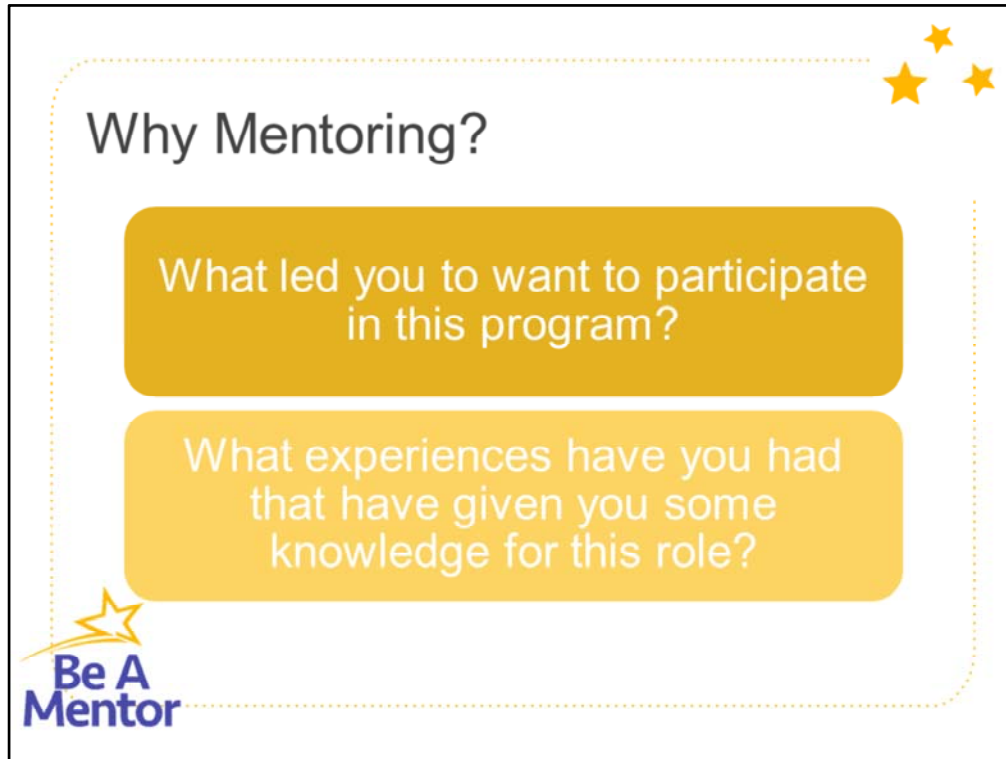 Why Mentoring?
What led you to want to participate
in this program?
What experiences have you had
that have given you some
knowledge for this role?
Be A
Mentor